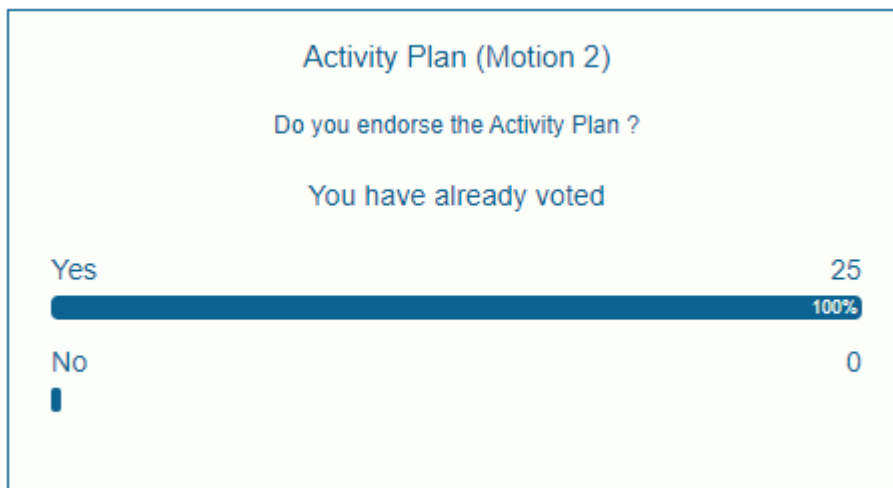 Activity Plan (Motion 2)
Do you endorse the Activity Plan ?
You have already voted
Yes 25
100%
No 0